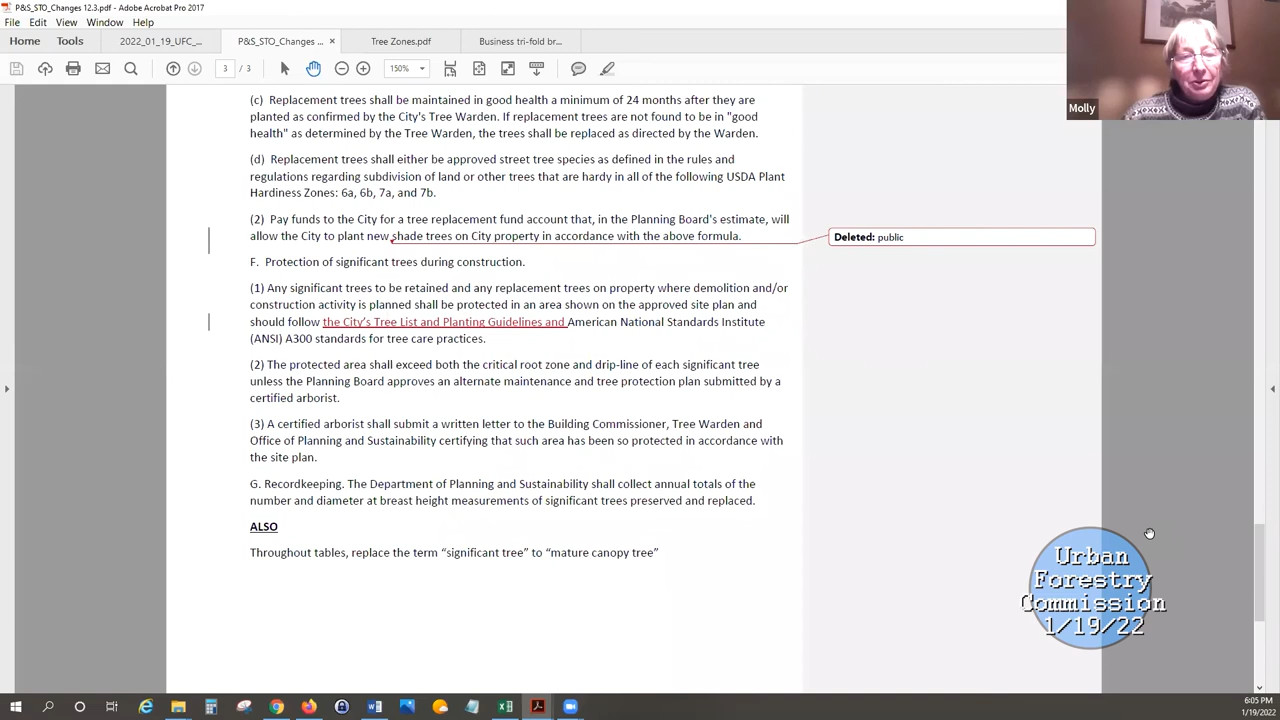 P&S_STO_Changes 12.3.pdf - Adobe Acrobat Pro 2017
File Edit View Window Help
Home Tools 2022_01_19_UFC_... P&S_STO_Changes ... × Tree Zones.pdf Business tri-fold br...
3 / 3 150%
Molly
(c) Replacement trees shall be maintained in good health a minimum of 24 months after they are
planted as confirmed by the City's Tree Warden. If replacement trees are not found to be in "good
health" as determined by the Tree Warden, the trees shall be replaced as directed by the Warden.
(d) Replacement trees shall either be approved street tree species as defined in the rules and
regulations regarding subdivision of land or other trees that are hardy in all of the following USDA Plant
Hardiness Zones: 6a, 6b, 7a, and 7b.
(2) Pay funds to the City for a tree replacement fund account that, in the Planning Board's estimate, will
allow the City to plant new shade trees on City property in accordance with the above formula.
Deleted: public
F. Protection of significant trees during construction.
(1) Any significant trees to be retained and any replacement trees on property where demolition and/or
construction activity is planned shall be protected in an area shown on the approved site plan and
should follow the City's Tree List and Planting Guidelines and American National Standards Institute
(ANSI) A300 standards for tree care practices.
(2) The protected area shall exceed both the critical root zone and drip-line of each significant tree
unless the Planning Board approves an alternate maintenance and tree protection plan submitted by a
certified arborist.
(3) A certified arborist shall submit a written letter to the Building Commissioner, Tree Warden and
Office of Planning and Sustainability certifying that such area has been so protected in accordance with
the site plan.
G. Recordkeeping. The Department of Planning and Sustainability shall collect annual totals of the
number and diameter at breast height measurements of significant trees preserved and replaced.
ALSO
Throughout tables, replace the term “significant tree” to “mature canopy tree”
Urban
Forestry
Commission
1/19/22
6:05 PM
1/19/2022